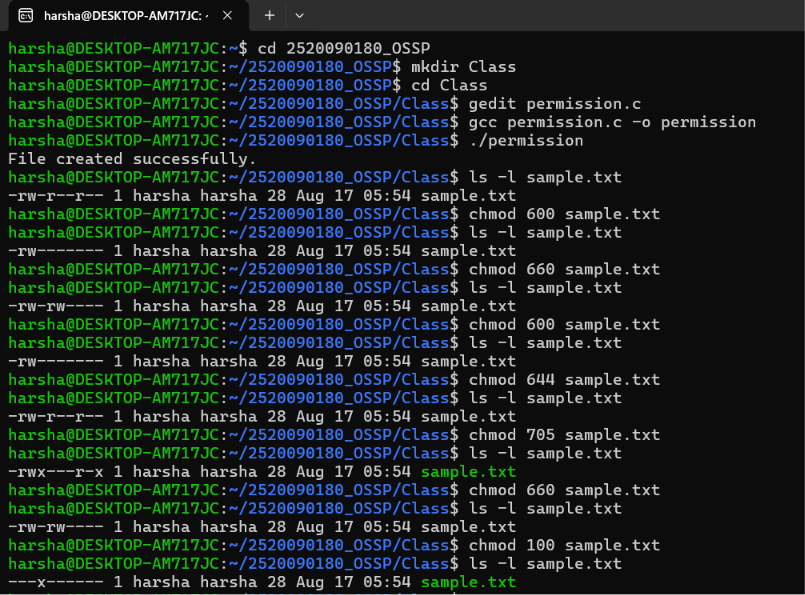 harsha@DESKTOP-AM717JC: ·
harsha@DESKTOP-AM717JC:~$ cd 2520090180_OSSP
harsha@DESKTOP-AM717JC:~/2520090180_OSSP$ mkdir Class
harsha@DESKTOP-AM717JC:~/2520090180_OSSP$ cd Class
harsha@DESKTOP-AM717JC:~/2520090180_OSSP/Class$ gedit permission.c
harsha@DESKTOP-AM717JC:~/2520090180_OSSP/Class$ gcc permission.c -o permission
harsha@DESKTOP-AM717JC:~/2520090180_OSSP/Class$ ./permission
File created successfully.
harsha@DESKTOP-AM717JC:~/2520090180_OSSP/Class$ ls -l sample.txt
-rw-r--r-- 1 harsha harsha 28 Aug 17 05:54 sample.txt
harsha@DESKTOP-AM717JC:~/2520090180_OSSP/Class$ chmod 600 sample.txt
harsha@DESKTOP-AM717JC:~/2520090180_OSSP/Class$ ls -l sample.txt
-rw------- 1 harsha harsha 28 Aug 17 05:54 sample.txt
harsha@DESKTOP-AM717JC:~/2520090180_OSSP/Class$ chmod 660 sample.txt
harsha@DESKTOP-AM717JC:~/2520090180_OSSP/Class$ ls -l sample.txt
-rw-rw---- 1 harsha harsha 28 Aug 17 05:54 sample.txt
harsha@DESKTOP-AM717JC:~/2520090180_OSSP/Class$ chmod 600 sample.txt
harsha@DESKTOP-AM717JC:~/2520090180_OSSP/Class$ ls -l sample.txt
-rw------- 1 harsha harsha 28 Aug 17 05:54 sample.txt
harsha@DESKTOP-AM717JC:~/2520090180_OSSP/Class$ chmod 644 sample.txt
harsha@DESKTOP-AM717JC:~/2520090180_OSSP/Class$ ls -l sample.txt
-rw-r--r-- 1 harsha harsha 28 Aug 17 05:54 sample.txt
harsha@DESKTOP-AM717JC:~/2520090180_OSSP/Class$ chmod 705 sample.txt
harsha@DESKTOP-AM717JC:~/2520090180_OSSP/Class$ ls -l sample.txt
-rwx---r-x 1 harsha harsha 28 Aug 17 05:54 sample.txt
harsha@DESKTOP-AM717JC:~/2520090180_OSSP/Class$ chmod 660 sample.txt
harsha@DESKTOP-AM717JC:~/2520090180_OSSP/Class$ ls -l sample.txt
-rw-rw---- 1 harsha harsha 28 Aug 17 05:54 sample.txt
harsha@DESKTOP-AM717JC:~/2520090180_OSSP/Class$ chmod 100 sample.txt
harsha@DESKTOP-AM717JC:~/2520090180_OSSP/Class$ ls -l sample.txt
---x------ 1 harsha harsha 28 Aug 17 05:54 sample.txt